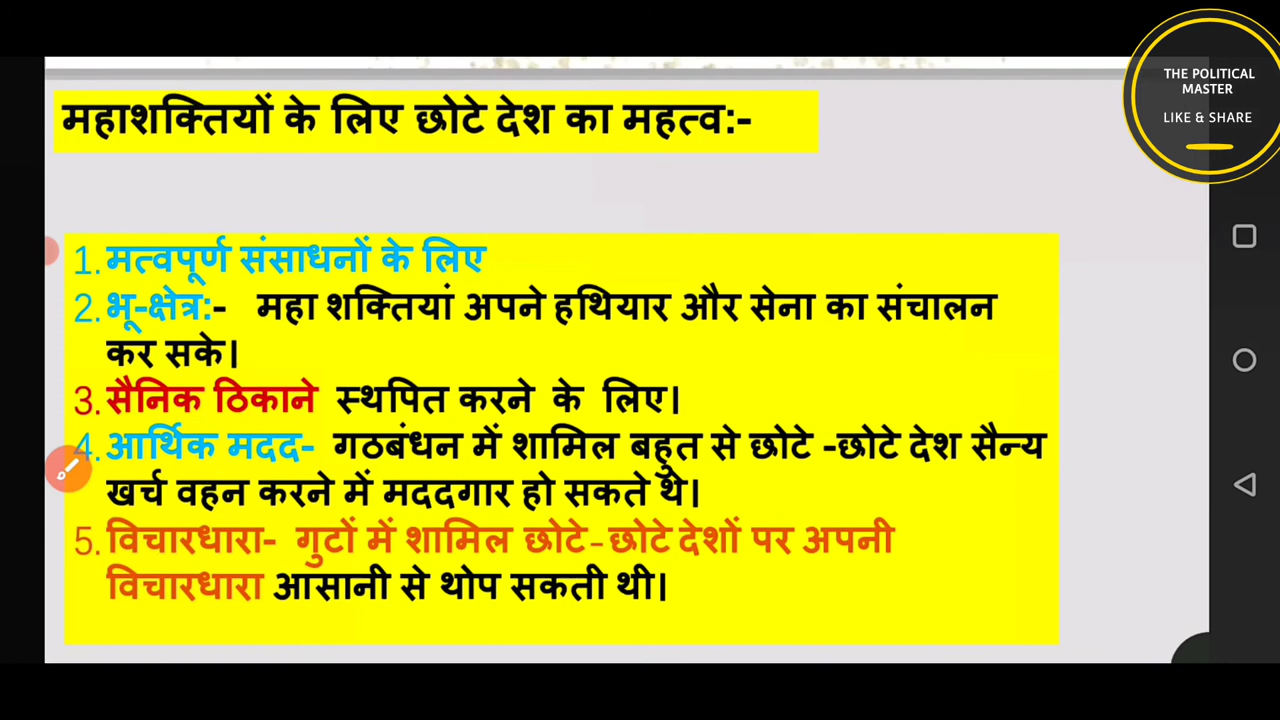 महाशक्तियों के लिए छोटे देश का महत्व:-
THE POLITICAL
MASTER
LIKE & SHARE
1. मत्वपूर्ण संसाधनों के लिए
2. भू-क्षेत्र:- महा शक्तियां अपने हथियार और सेना का संचालन
कर सके।
3. सैनिक ठिकाने स्थपित करने के लिए।
4. आर्थिक मदद- गठबंधन में शामिल बहुत से छोटे -छोटे देश सैन्य
खर्च वहन करने में मददगार हो सकते थे।
5. विचारधारा- गुटों में शामिल छोटे-छोटे देशों पर अपनी
विचारधारा आसानी से थोप सकती थी।